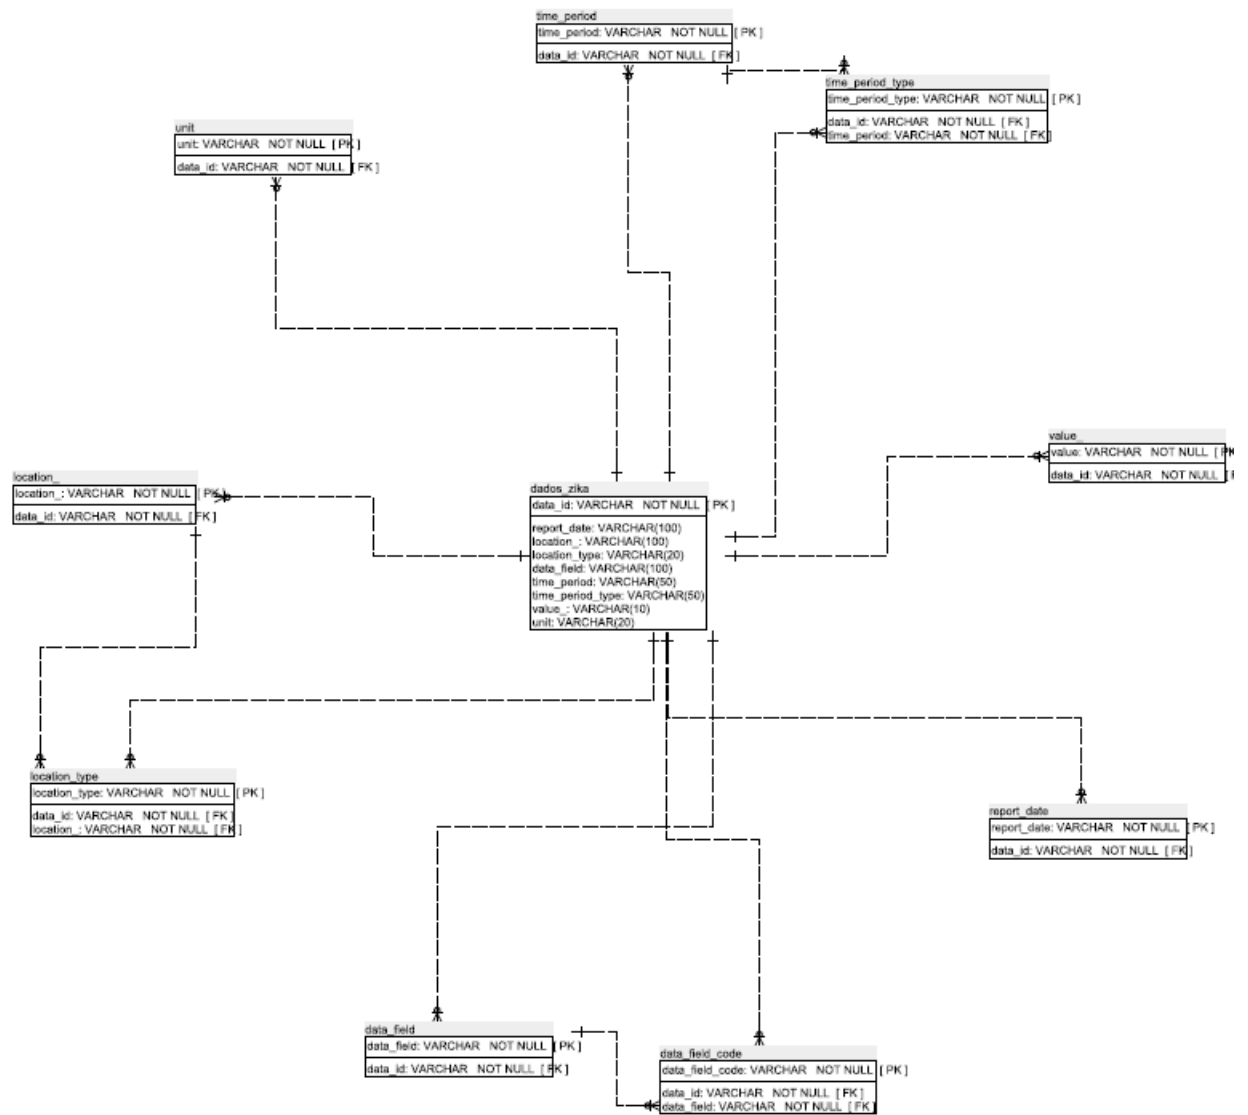 time_period
time_period: VARCHAR NOT NULL [ PK ]
data_id: VARCHAR NOT NULL [ FK ]
time_period_type
time_period_type: VARCHAR NOT NULL [ PK ]
data_id: VARCHAR NOT NULL [ FK ]
time_period: VARCHAR NOT NULL [ FK ]
unit
unit: VARCHAR NOT NULL [ PK ]
data_id: VARCHAR NOT NULL [ FK ]
value_
value: VARCHAR NOT NULL [ PK
data_id: VARCHAR NOT NULL [ F
location_
location_: VARCHAR NOT NULL [ PK ]
data_id: VARCHAR NOT NULL [ FK ]
dados_zika
data_id: VARCHAR NOT NULL [ PK ]
report_date: VARCHAR(100)
location_: VARCHAR(100)
location_type: VARCHAR(20)
data_field: VARCHAR(100)
time_period: VARCHAR(50)
time_period_type: VARCHAR(50)
value_: VARCHAR(10)
unit: VARCHAR(20)
location_type
location_type: VARCHAR NOT NULL [ PK ]
data_id: VARCHAR NOT NULL [ FK ]
location_: VARCHAR NOT NULL [ FK ]
report_date
report_date: VARCHAR NOT NULL [ PK ]
data_id: VARCHAR NOT NULL [ FK ]
data_field
data_field: VARCHAR NOT NULL [ PK ]
data_id: VARCHAR NOT NULL [ FK ]
data_field_code
data_field_code: VARCHAR NOT NULL [ PK ]
data_id: VARCHAR NOT NULL [ FK ]
data_field: VARCHAR NOT NULL [ FK ]